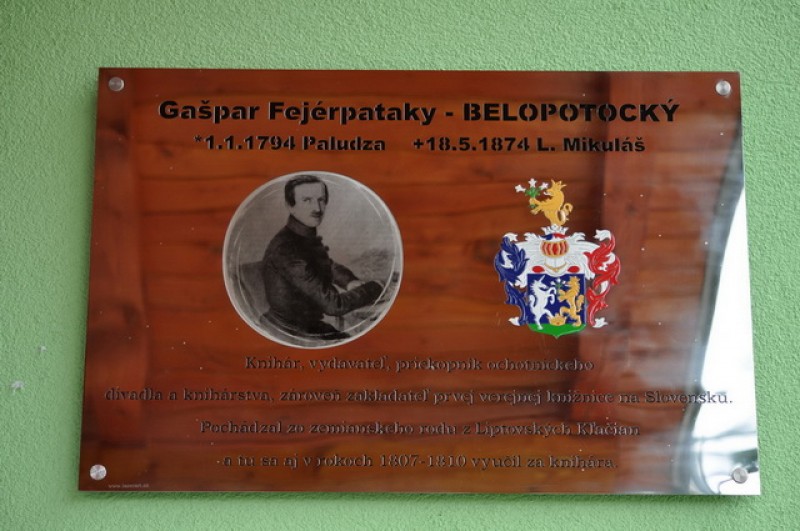 Gašpar Fejérpataky - BELOPOTOCKÝ
*1.1.1794 Paludza +18.5.1874 L. Mikuláš
Knihár, vydavateľ, priekopník ochotníckeho
divadla a knihárstva, zároveň zakladateľ prvej verejnej knižnice na Slovensku.
Pochádzal zo zemianskeho rodu z Liptovských Kľačian
a tu sa aj v rokoch 1807-1810 vyučil za knihára.